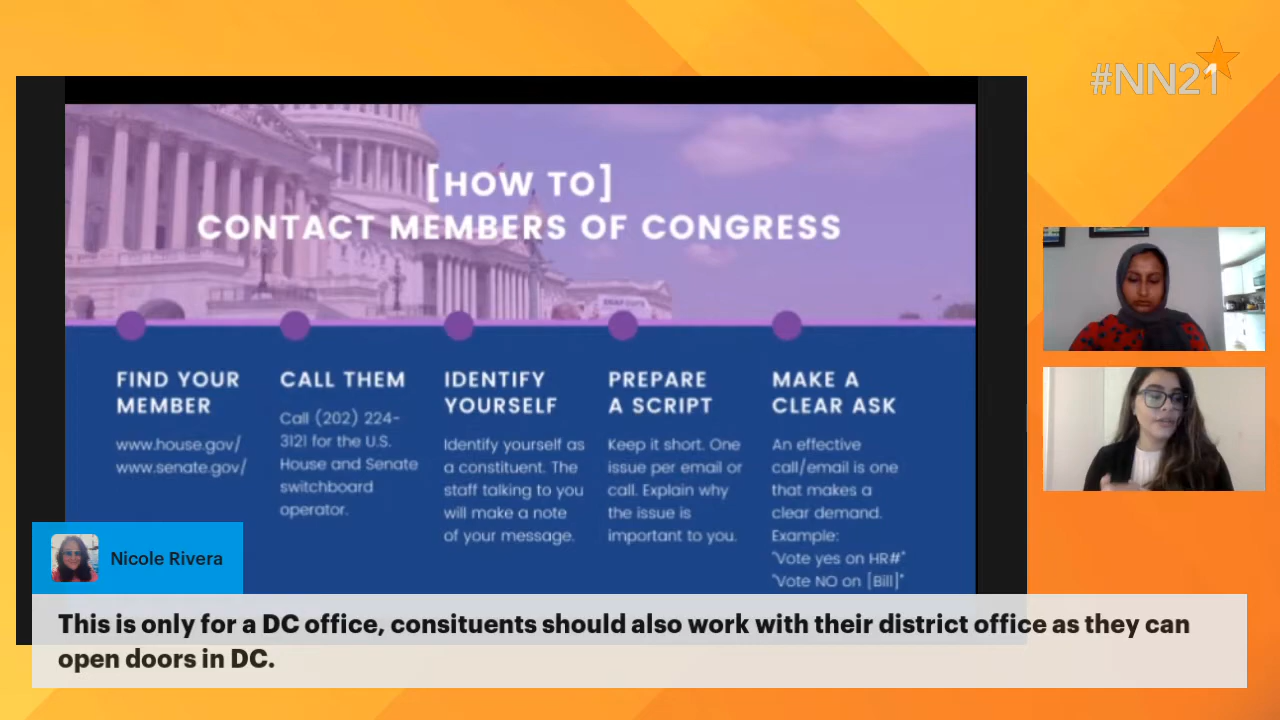 #NN21
[HOW TO]
CONTACT MEMBERS OF CONGRESS
FIND YOUR
MEMBER
www.house.gov/
www.senate.gov/
CALL THEM
Call (202) 224-
3121 for the U.S.
House and Senate
switchboard
operator.
IDENTIFY
YOURSELF
Identify yourself as
a constituent. The
staff talking to you
will make a note
of your message.
PREPARE
A SCRIPT
Keep it short. One
issue per email or
call. Explain why
the issue is
important to you.
MAKE A
CLEAR ASK
An effective
call/email is one
that makes a
clear demand.
Example:
"Vote yes on HR#"
"Vote NO on [Bill]"
Nicole Rivera
This is only for a DC office, consituents should also work with their district office as they can
open doors in DC.